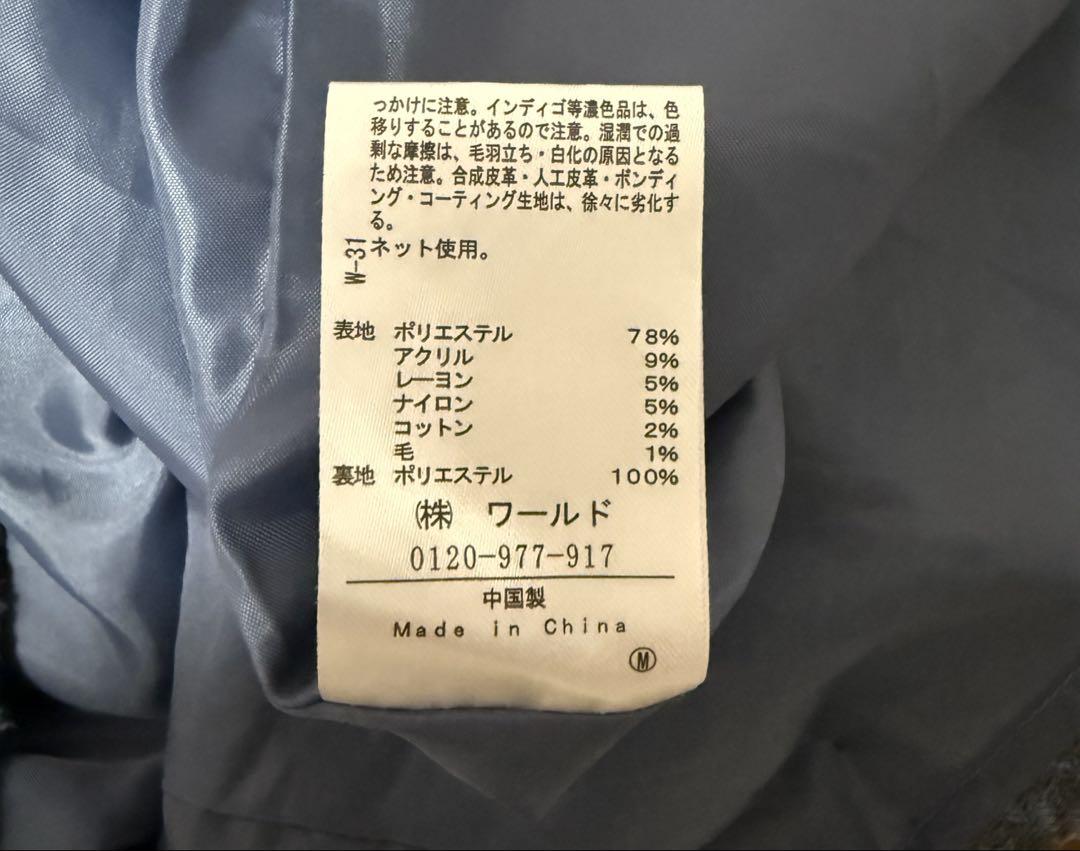 っかけに注意。インディゴ等濃色品は、色
移りすることがあるので注意。湿潤での過
剰な摩擦は、毛羽立ち・白化の原因となる
ため注意。合成皮革・人工皮革・ボンディ
ング・コーティング生地は、徐々に劣化す
る。
W-31
ネット使用。
表地 ポリエステル 78%
アクリル 9%
レーヨン 5%
ナイロン 5%
コットン 2%
毛 1%
裏地 ポリエステル 100%
㈱ ワールド
0120-977-917
中国製
Made in China
Ⓜ